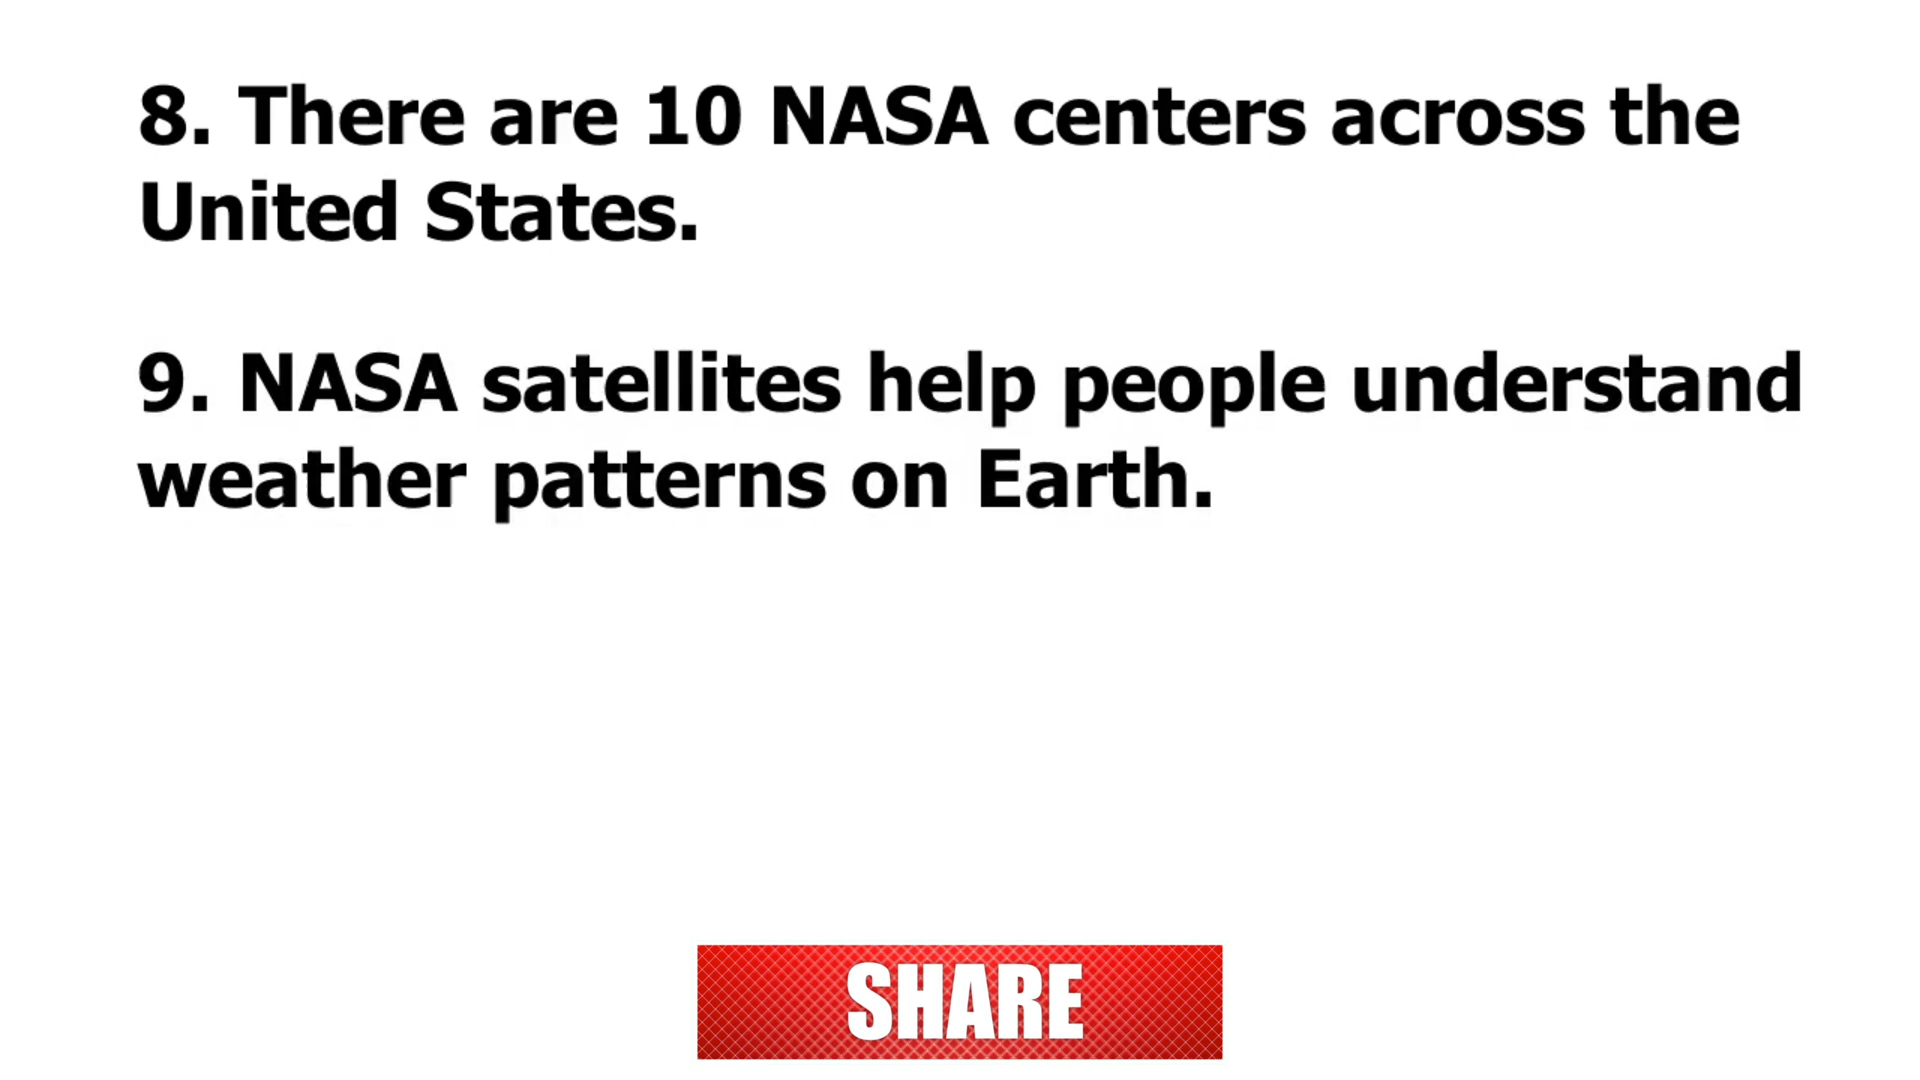 8. There are 10 NASA centers across the
United States.
9. NASA satellites help people understand
weather patterns on Earth.
SHARE